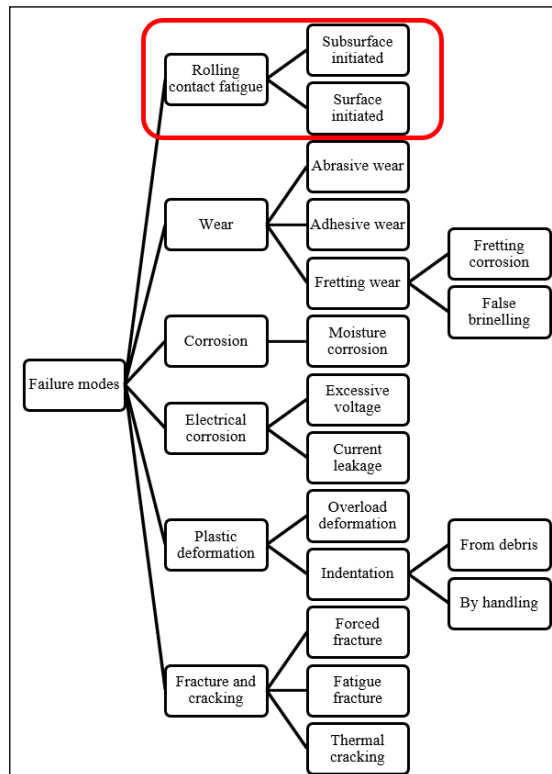 Subsurface
initiated
Rolling
contact fatigue
Surface
initiated
Abrasive wear
Wear
Adhesive wear
Fretting
corrosion
Fretting wear
False
brinelling
Corrosion
Moisture
corrosion
Failure modes
Excessive
voltage
Electrical
corrosion
Current
leakage
Overload
deformation
Plastic
deformation
From debris
Indentation
By handling
Forced
fracture
Fracture and
cracking
Fatigue
fracture
Thermal
cracking